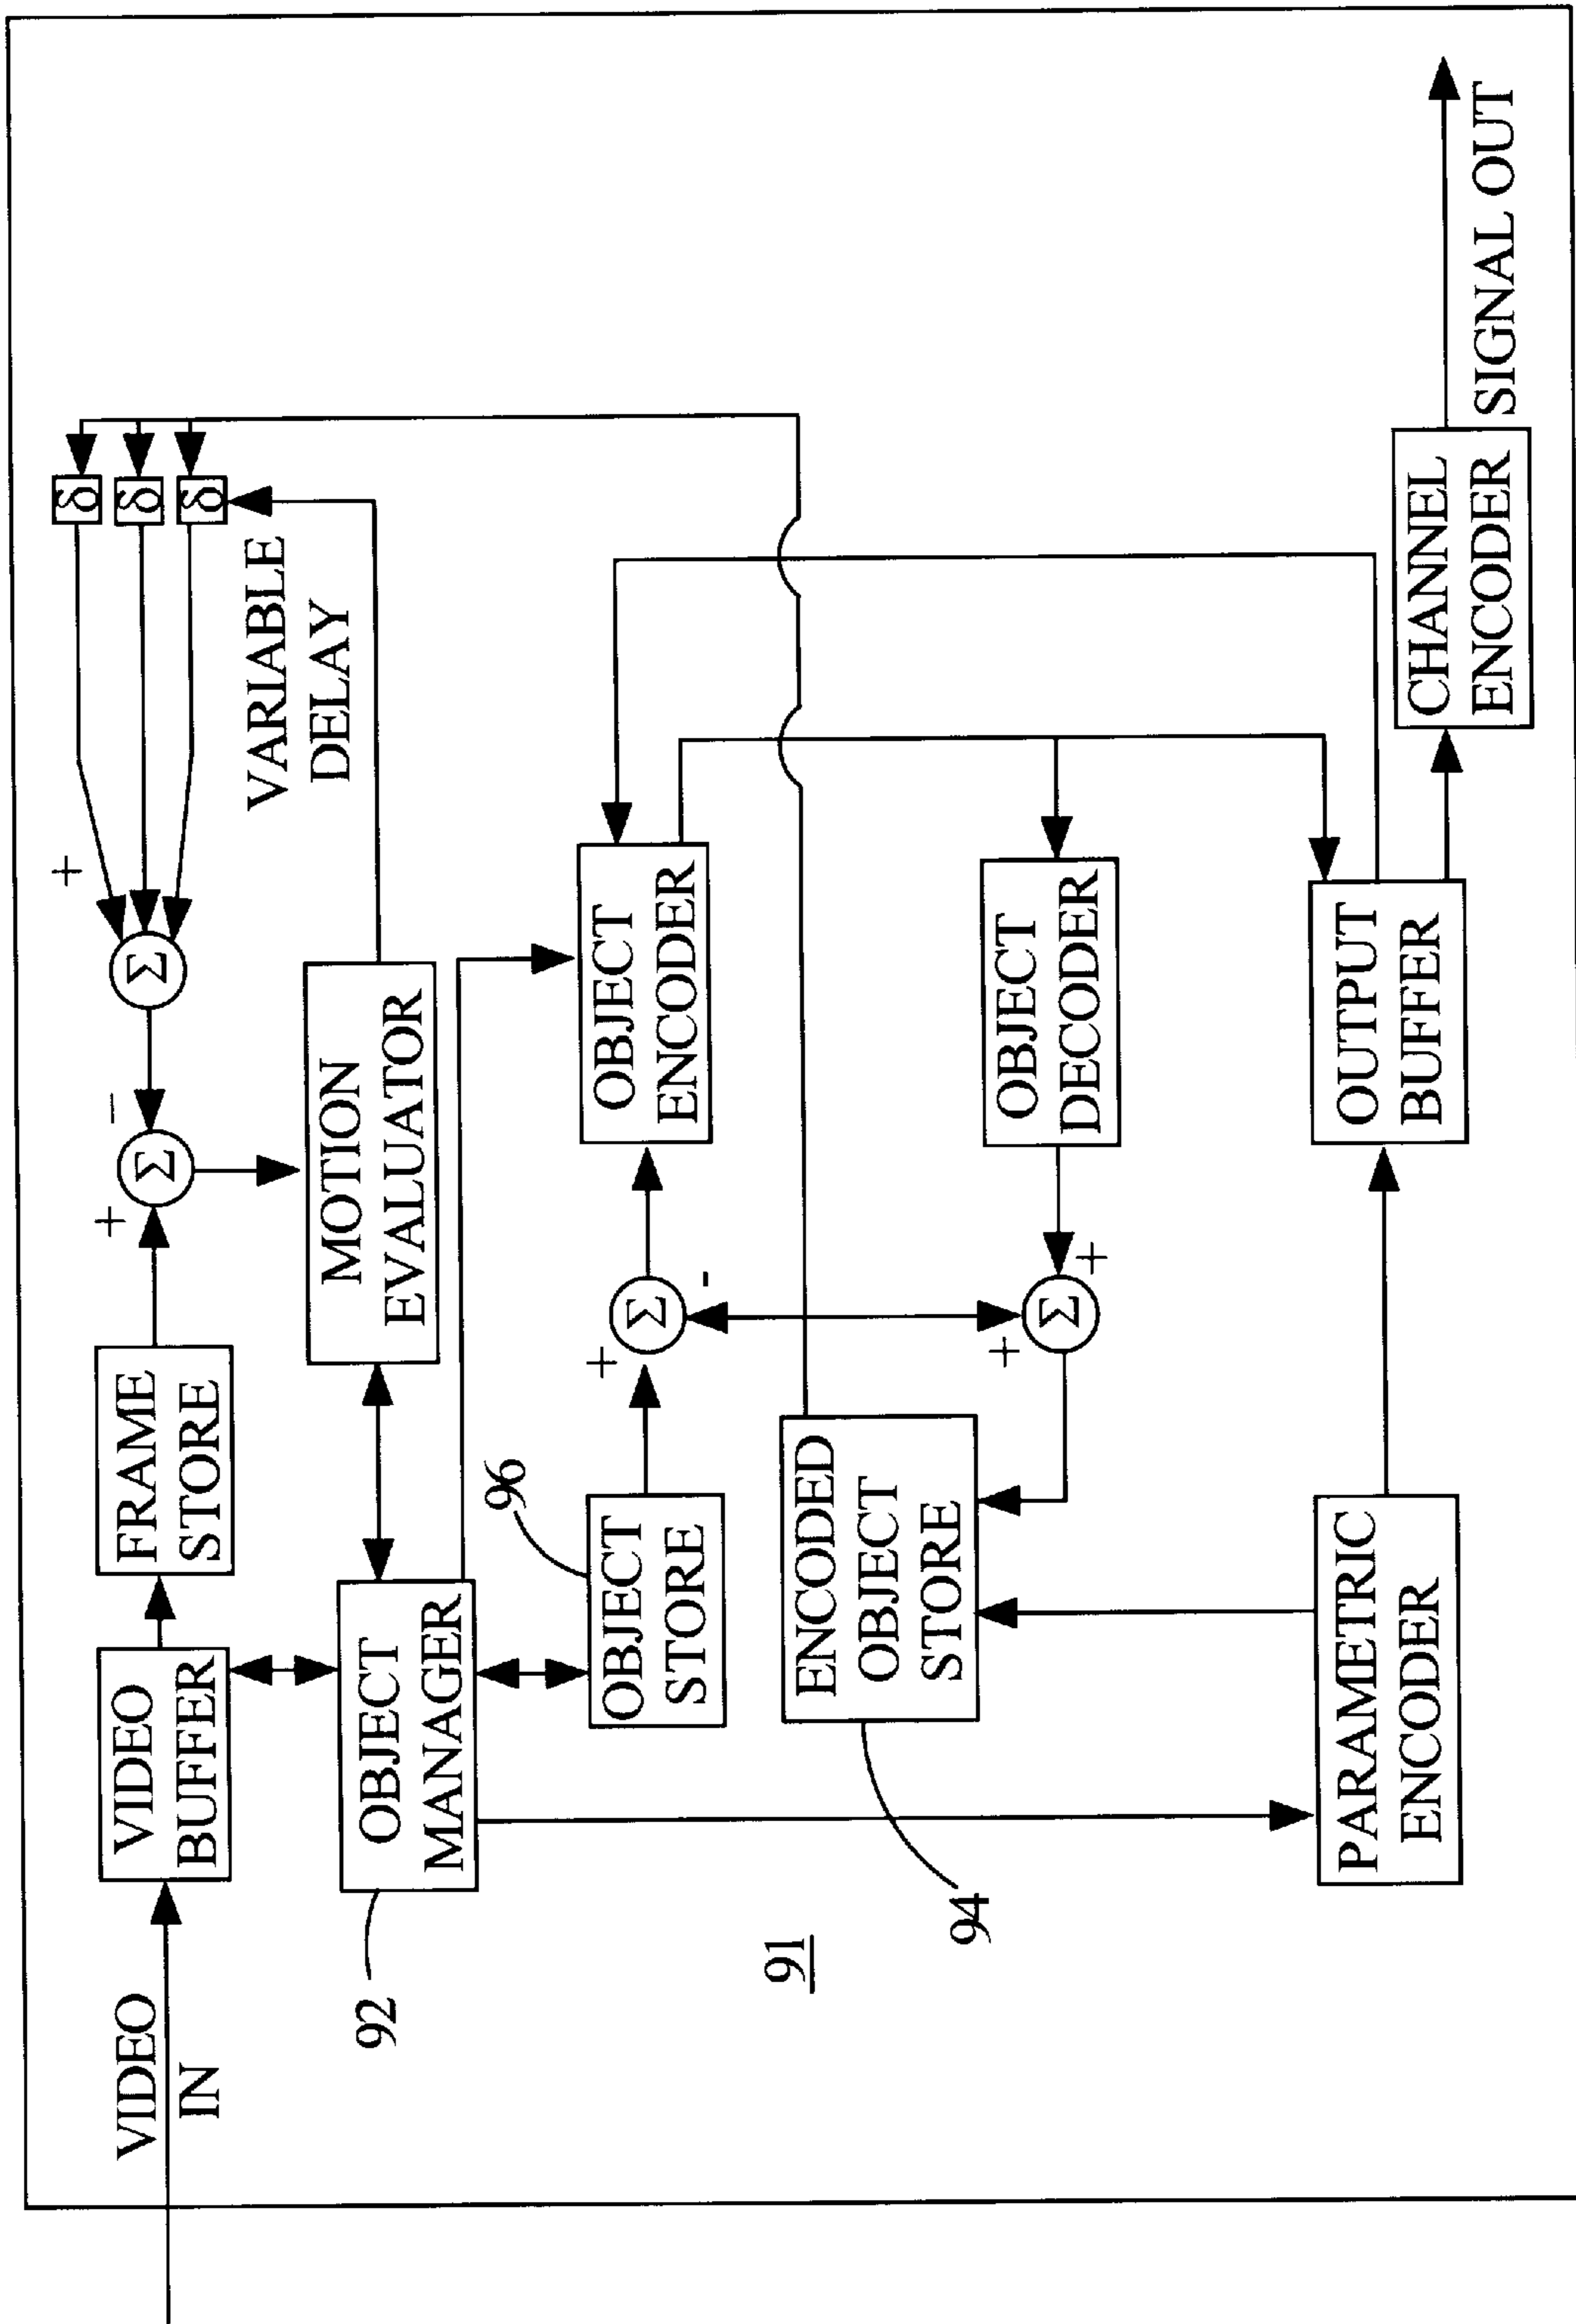 VIDEO
IN
VIDEO
BUFFER
FRAME
STORE
+
Σ
-
Σ
+
δ
δ
δ
VARIABLE
DELAY
92
OBJECT
MANAGER
MOTION
EVALUATOR
96
OBJECT
STORE
+
Σ
-
OBJECT
ENCODER
91
94
ENCODED
OBJECT
STORE
+
Σ
+
OBJECT
DECODER
PARAMETRIC
ENCODER
OUTPUT
BUFFER
CHANNEL
ENCODER
SIGNAL OUT